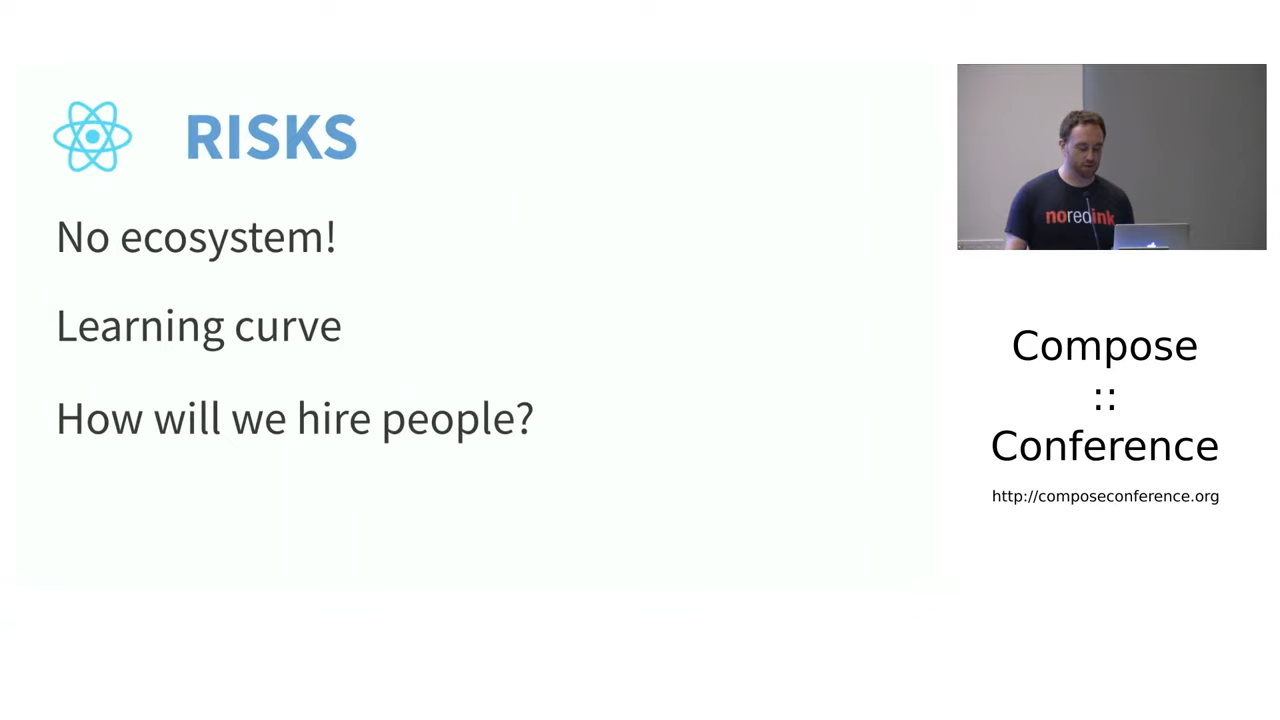 RISKS
No ecosystem!
Learning curve
How will we hire people?
noredink
Compose
::
Conference
http://composeconference.org